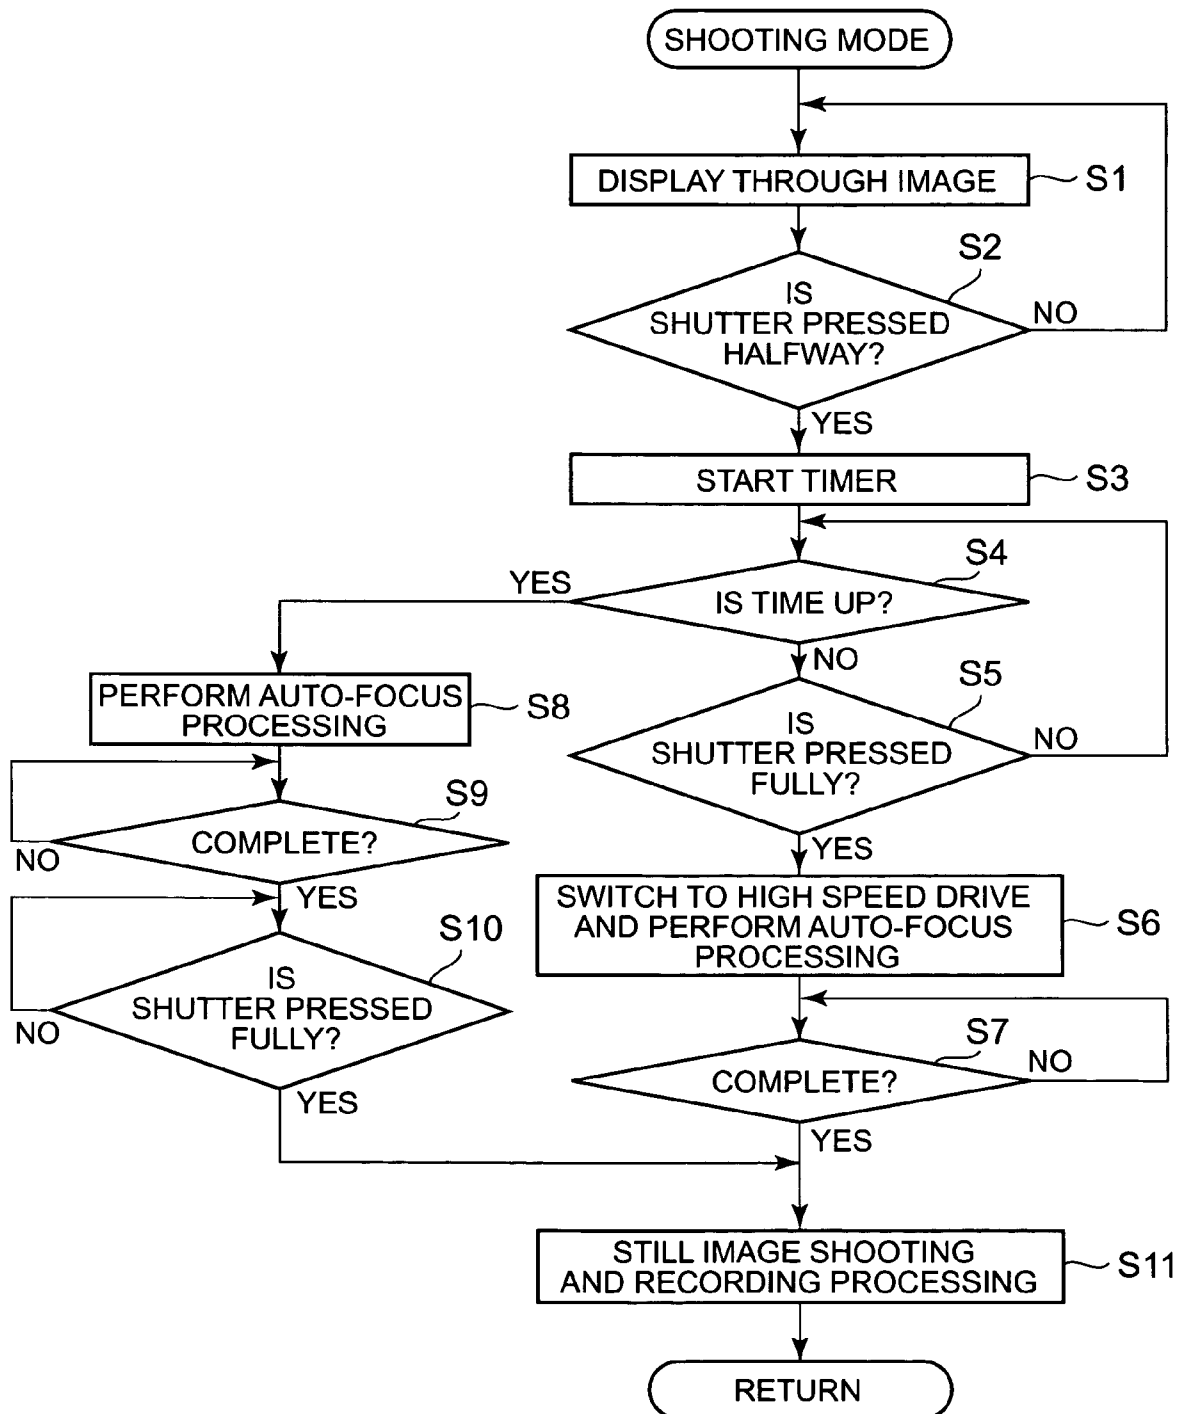 SHOOTING MODE
DISPLAY THROUGH IMAGE
S1
S2
IS
SHUTTER PRESSED
HALFWAY?
NO
YES
START TIMER
S3
S4
YES
IS TIME UP?
NO
S5
IS
SHUTTER PRESSED
FULLY?
NO
YES
PERFORM AUTO-FOCUS
PROCESSING
S8
S9
COMPLETE?
NO
YES
S10
IS
SHUTTER PRESSED
FULLY?
NO
YES
SWITCH TO HIGH SPEED DRIVE
AND PERFORM AUTO-FOCUS
PROCESSING
S6
S7
COMPLETE?
NO
YES
STILL IMAGE SHOOTING
AND RECORDING PROCESSING
S11
RETURN